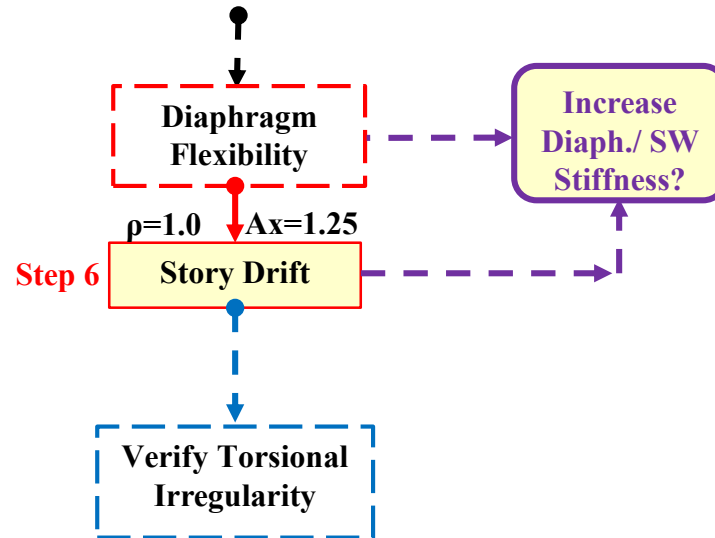 Diaphragm
Flexibility
Increase
Diaph./ SW
Stiffness?
ρ=1.0 Ax=1.25
Step 6 Story Drift
Verify Torsional
Irregularity